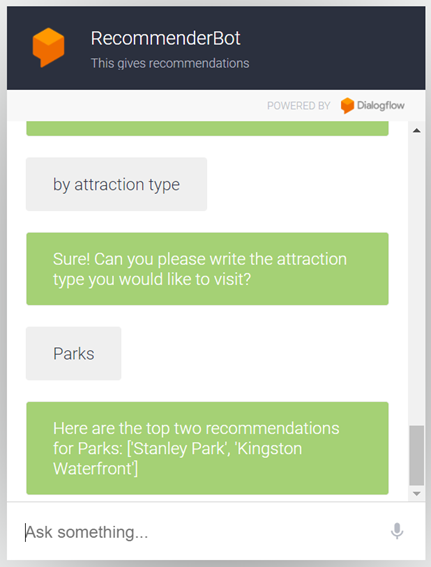 RecommenderBot
This gives recommendations
POWERED BY Dialogflow
by attraction type
Sure! Can you please write the attraction
type you would like to visit?
Parks
Here are the top two recommendations
for Parks: ['Stanley Park', 'Kingston
Waterfront']
Ask something...